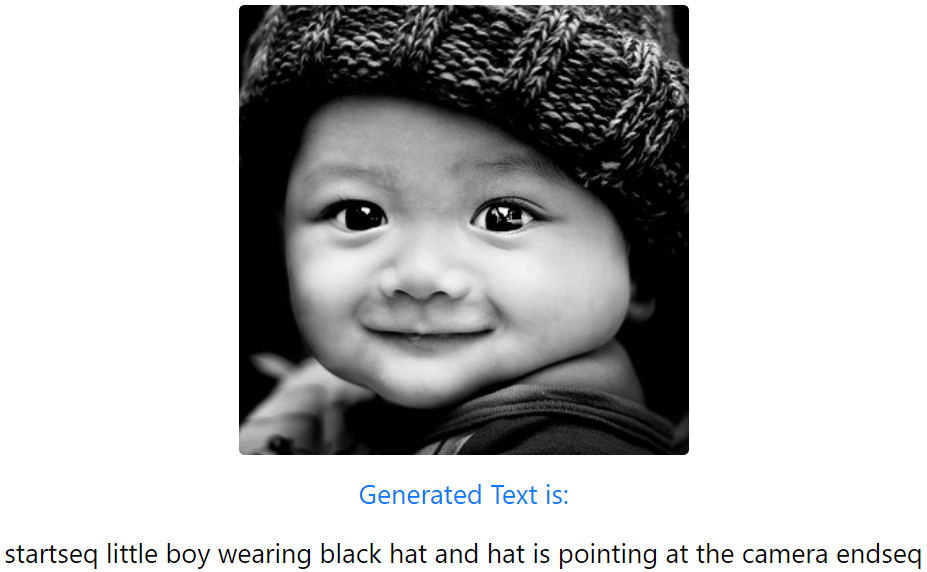 Generated Text is:
startseq little boy wearing black hat and hat is pointing at the camera endseq